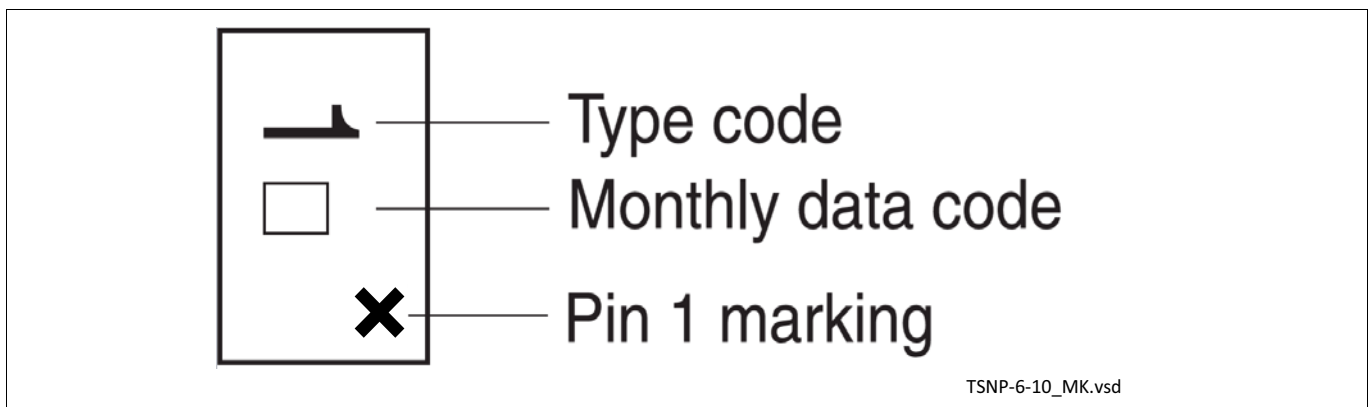 Type code
Monthly data code
Pin 1 marking
TSNP-6-10_MK.vsd